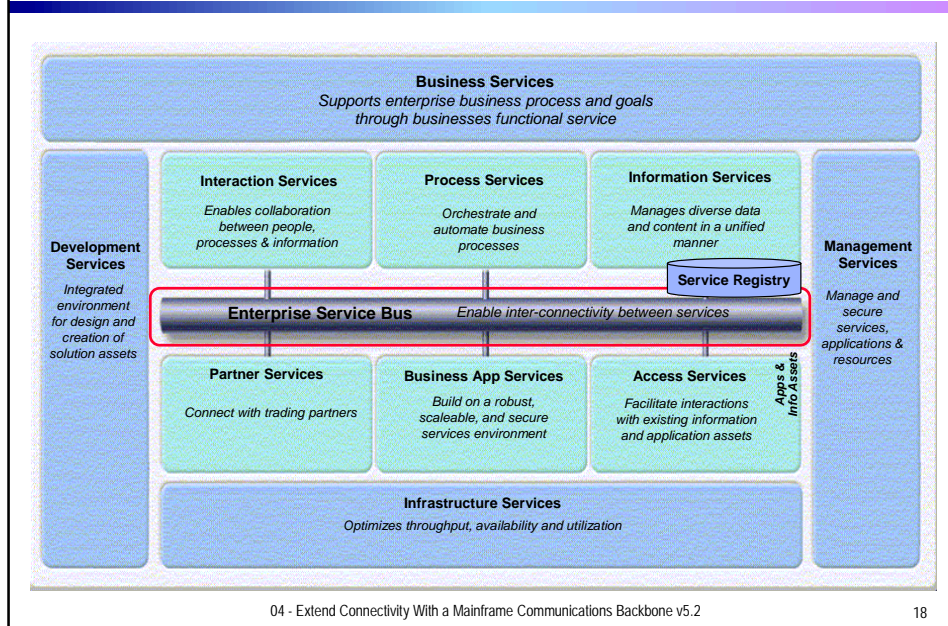 Business Services
Supports enterprise business process and goals
through businesses functional service
Development
Services
Integrated
environment
for design and
creation of
solution assets
Interaction Services
Enables collaboration
between people,
processes & information
Process Services
Orchestrate and
automate business
processes
Information Services
Manages diverse data
and content in a unified
manner
Management
Services
Manage and
secure
services,
applications &
resources
Service Registry
Enterprise Service Bus Enable inter-connectivity between services
Partner Services
Connect with trading partners
Business App Services
Build on a robust,
scaleable, and secure
services environment
Access Services
Facilitate interactions
with existing information
and application assets
Apps &
Info Assets
Infrastructure Services
Optimizes throughput, availability and utilization
04 - Extend Connectivity With a Mainframe Communications Backbone v5.2
18